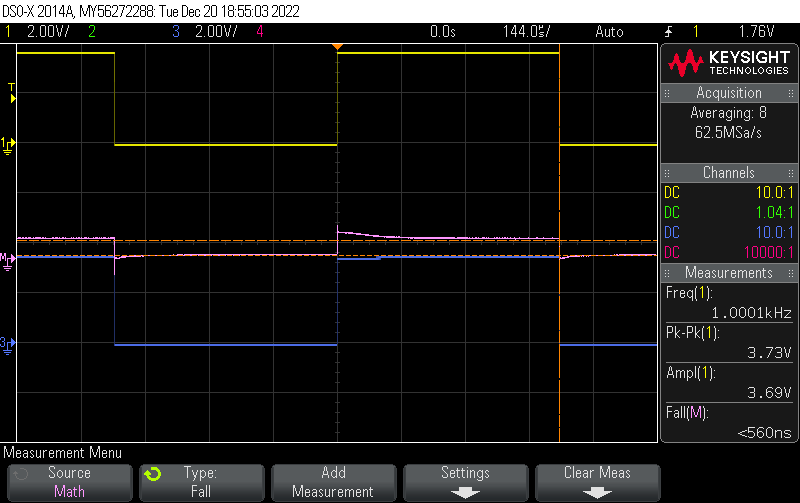 DSO-X 2014A, MY56272288: Tue Dec 20 18:55:03 2022
1 2.00V/ 2 3 2.00V/ 4 0.0s 144.0µs/ Auto 1 1.76V
KEYSIGHT
TECHNOLOGIES
Acquisition
Averaging: 8
62.5MSa/s
Channels
DC 10.0:1
DC 1.04:1
DC 10.0:1
DC 10000:1
Measurements
Freq(1):
1.0001kHz
Pk-Pk(1):
3.73V
Ampl(1):
3.69V
Fall(M):
<560ns
T
1
M
3
Measurement Menu
Source
Math
Type:
Fall
Add
Measurement
Settings
Clear Meas